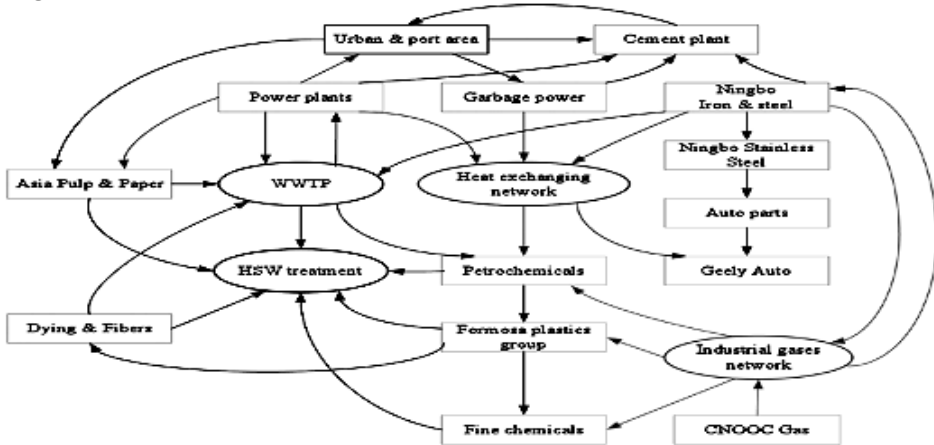 Urban & port area
Cement plant
Power plants
Garbage power
Ningbo
Iron & steel
Ningbo Stainless
Steel
Asia Pulp & Paper
WWTP
Heat exchanging
network
Auto parts
HSW treatment
Petrochemicals
Geely Auto
Dying & Fibers
Formosa plastics
group
Industrial gases
network
Fine chemicals
CNOOC Gas